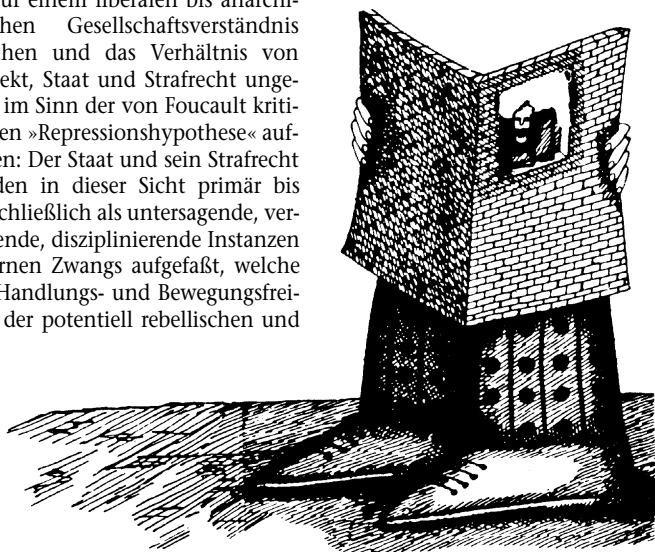 einem liberalen bis anarchi-
chen Gesellschaftsverständnis
chen und das Verhältnis von
ekt, Staat und Strafrecht unge-
im Sinn der von Foucault kriti-
en »Repressionshypothese« auf-
en: Der Staat und sein Strafrecht
den in dieser Sicht primär bis
chließlich als untersagende, ver-
ende, disziplinierende Instanzen
rnen Zwangs aufgefaßt, welche
Handlungs- und Bewegungsfrei-
der potentiell rebellischen und